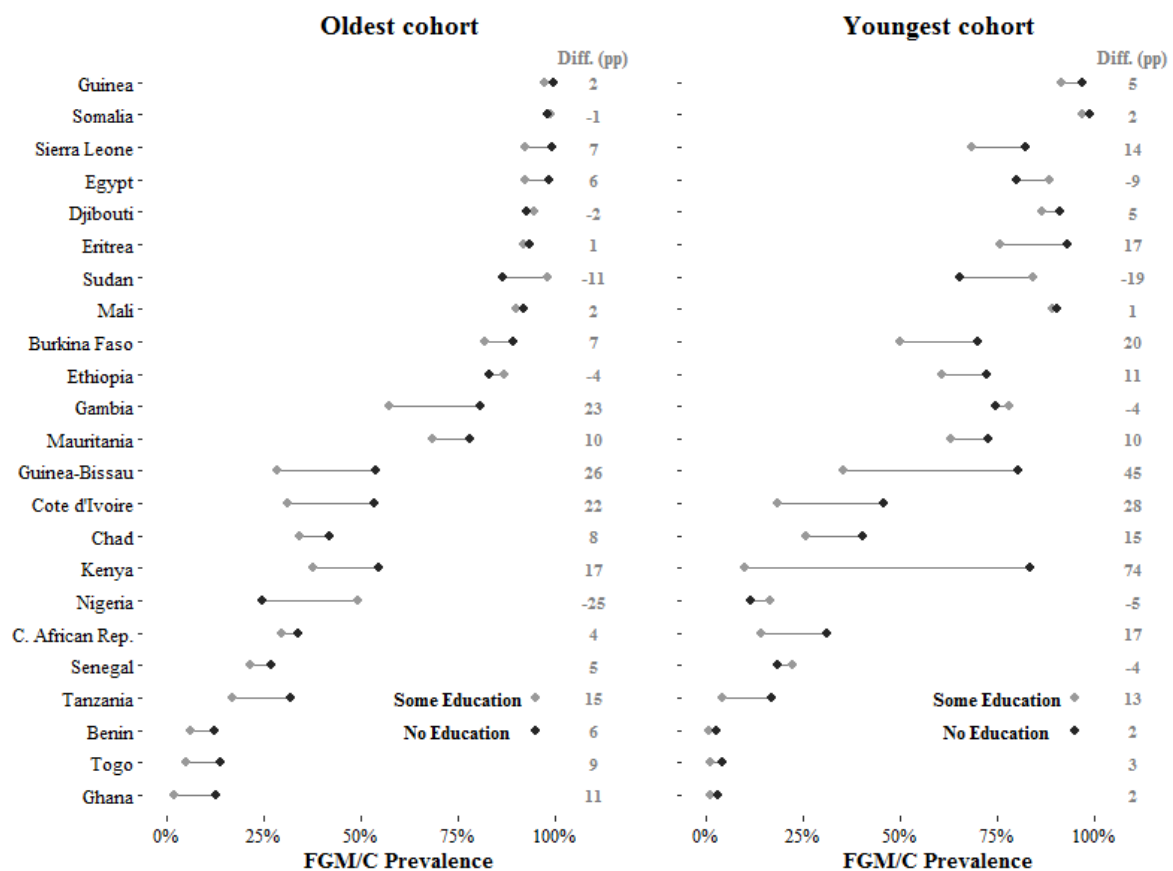 Oldest cohort Youngest cohort
Diff. (pp) Diff. (pp)
Guinea 2 5
Somalia -1 2
Sierra Leone 7 14
Egypt 6 -9
Djibouti -2 5
Eritrea 1 17
Sudan -11 -19
Mali 2 1
Burkina Faso 7 20
Ethiopia -4 11
Gambia 23 -4
Mauritania 10 10
Guinea-Bissau 26 45
Cote d'Ivoire 22 28
Chad 8 15
Kenya 17 74
Nigeria -25 -5
C. African Rep. 4 17
Senegal 5 -4
Tanzania Some Education 15 Some Education 13
Benin No Education 6 No Education 2
Togo 9 3
Ghana 11 2
0% 25% 50% 75% 100% 0% 25% 50% 75% 100%
FGM/C Prevalence FGM/C Prevalence